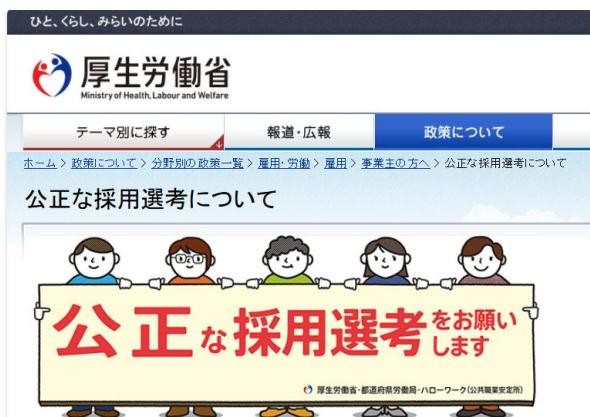 ひと、くらし、みらいのために
厚生労働省
Ministry of Health, Labour and Welfare
テーマ別に探す
報道・広報
政策について
ホーム > 政策について > 分野別の政策一覧 > 雇用・労働 > 雇用 > 事業主の方へ > 公正な採用選考について
公正な採用選考について
公正な採用選考をお願いします
厚生労働省・都道府県労働局・ハローワーク(公共職業安定所)